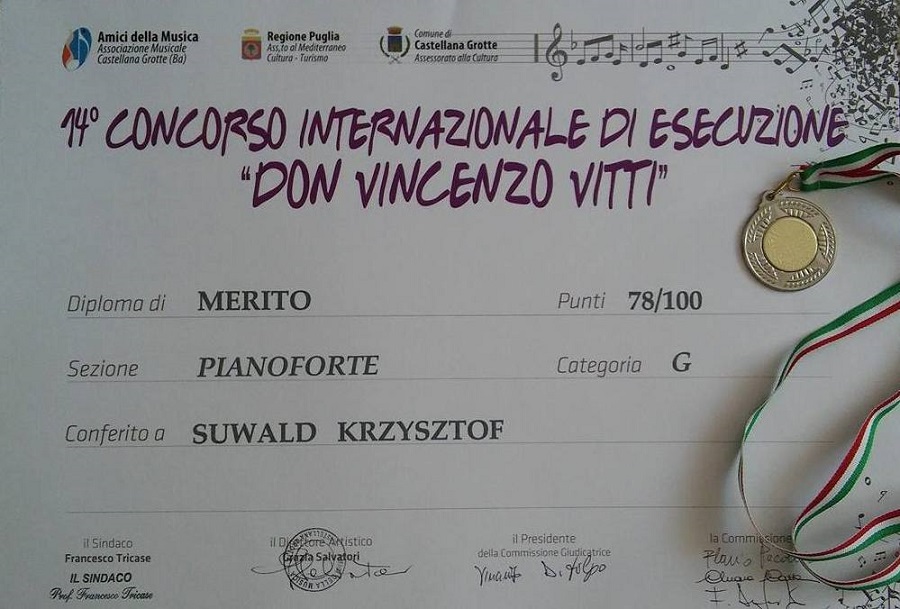 Amici della Musica
Associazione Musicale
Castellana Grotte (Ba)
Regione Puglia
Ass.to al Mediterraneo
Cultura - Turismo
Comune di
Castellana Grotte
Assessorato alla Cultura
14° CONCORSO INTERNAZIONALE DI ESECUZIONE
“DON VINCENZO VITTI”
Diploma di MERITO Punti 78/100
Sezione PIANOFORTE Categoria G
Conferito a SUWALD KRZYSZTOF
il Sindaco
Francesco Tricase
IL SINDACO
Prof. Francesco Tricase
il Direttore Artistico
Grazia Salvatori
il Presidente
della Commissione Giudicatrice
la Commissione